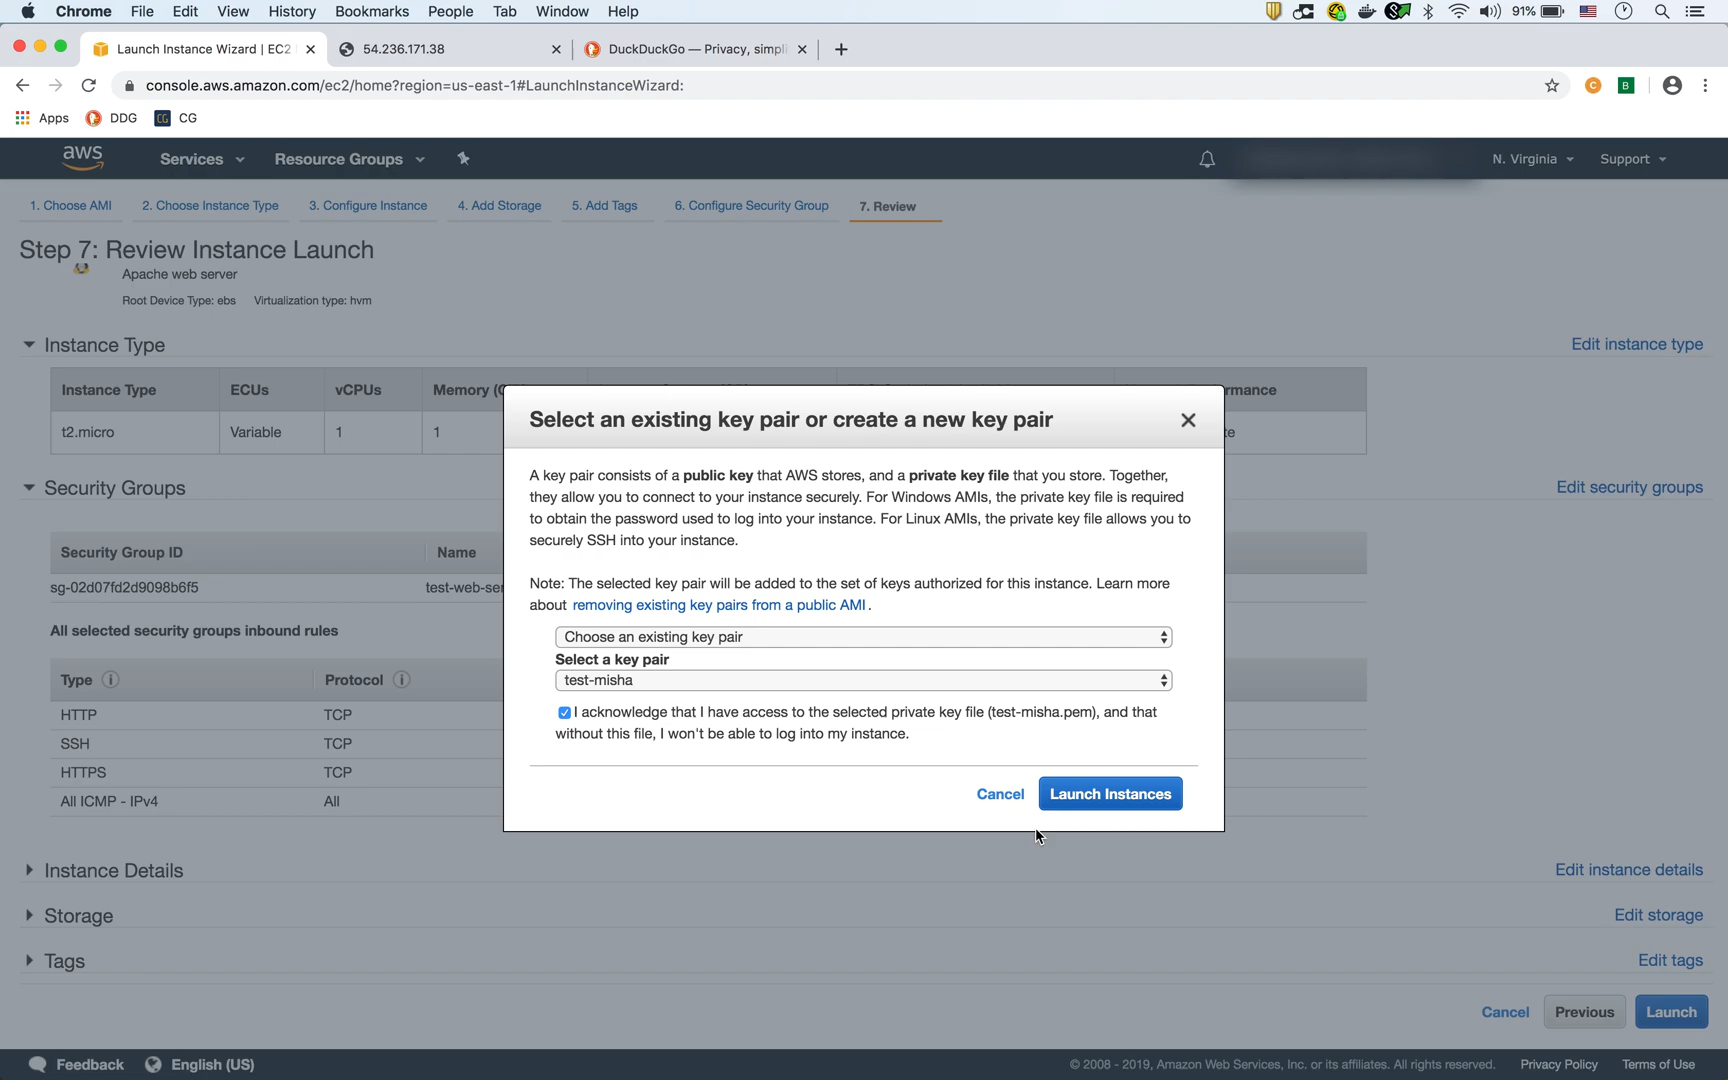 Chrome File Edit View History Bookmarks People Tab Window Help 91%
Launch Instance Wizard | EC2 54.236.171.38 DuckDuckGo — Privacy, simpli
console.aws.amazon.com/ec2/home?region=us-east-1#LaunchInstanceWizard:
Apps DDG CG CG
aws Services Resource Groups N. Virginia Support
1. Choose AMI 2. Choose Instance Type 3. Configure Instance 4. Add Storage 5. Add Tags 6. Configure Security Group 7. Review
Step 7: Review Instance Launch
Apache web server
Root Device Type: ebs Virtualization type: hvm
Instance Type Edit instance type
Instance Type ECUs vCPUs Memory
t2.micro Variable 1 1
Select an existing key pair or create a new key pair
A key pair consists of a public key that AWS stores, and a private key file that you store. Together,
they allow you to connect to your instance securely. For Windows AMIs, the private key file is required
to obtain the password used to log into your instance. For Linux AMIs, the private key file allows you to
securely SSH into your instance.
Note: The selected key pair will be added to the set of keys authorized for this instance. Learn more
about removing existing key pairs from a public AMI.
Choose an existing key pair
Select a key pair
test-misha
I acknowledge that I have access to the selected private key file (test-misha.pem), and that
without this file, I won't be able to log into my instance.
Cancel Launch Instances
Security Groups Edit security groups
Security Group ID Name
sg-02d07fd2d9098b6f5 test-web-ser
All selected security groups inbound rules
Type Protocol
HTTP TCP
SSH TCP
HTTPS TCP
All ICMP - IPv4 All
Instance Details Edit instance details
Storage Edit storage
Tags Edit tags
Cancel Previous Launch
Feedback English (US) © 2008 - 2019, Amazon Web Services, Inc. or its affiliates. All rights reserved. Privacy Policy Terms of Use